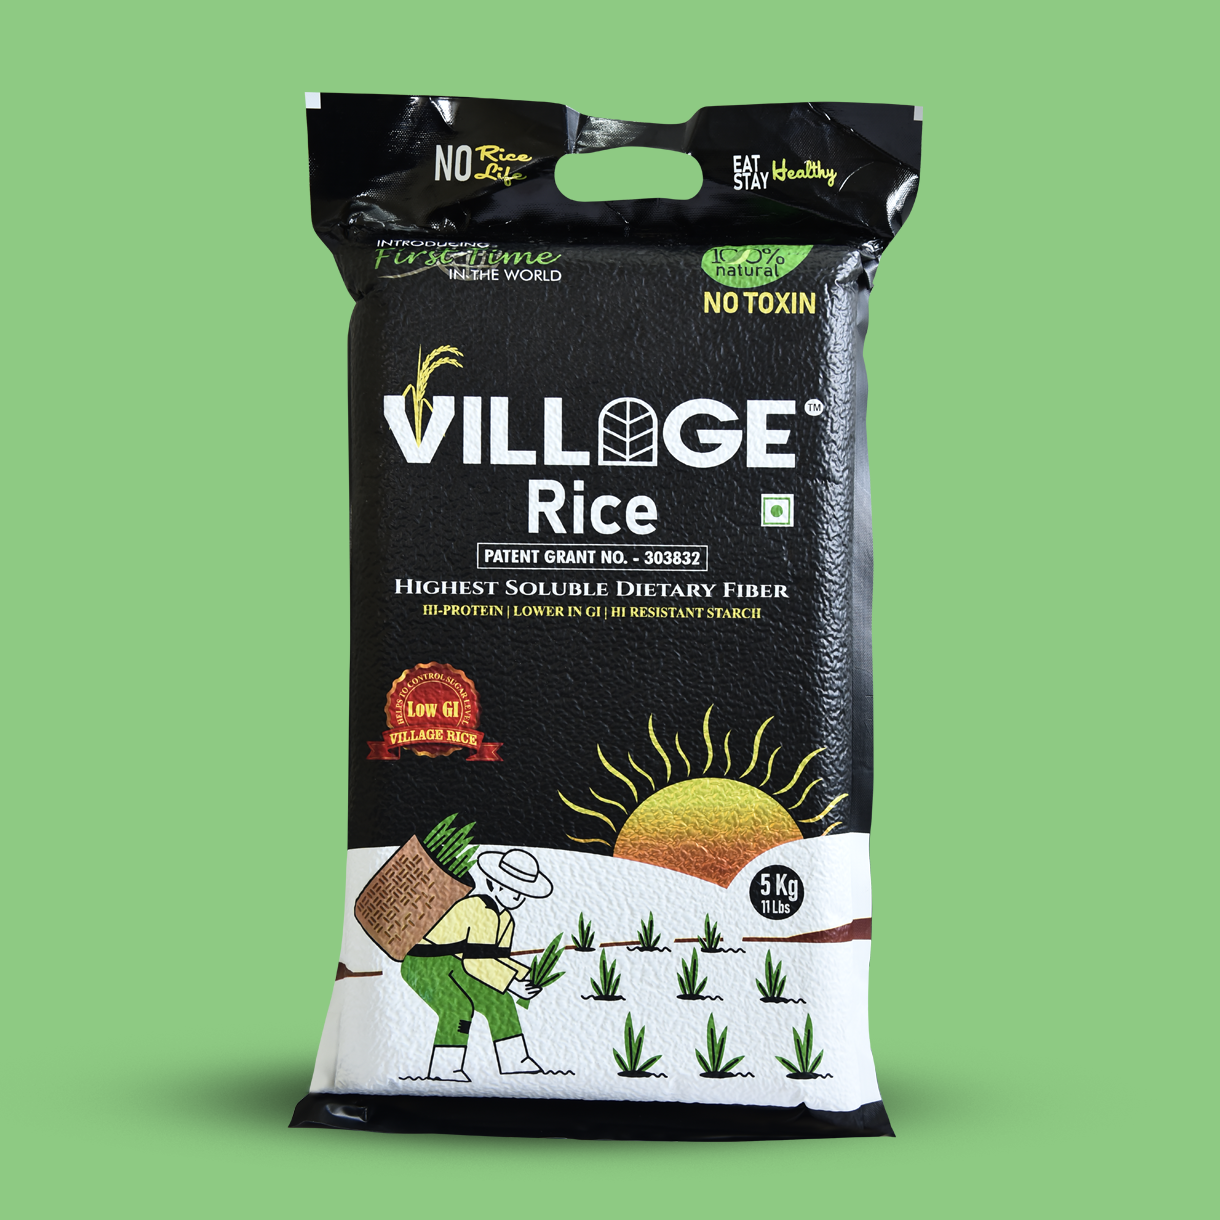 NO Rice Life
EAT STAY Healthy
INTRODUCING
First Time
IN THE WORLD
100%
natural
NO TOXIN
VILLAGE TM
Rice
PATENT GRANT NO. - 303832
HIGHEST SOLUBLE DIETARY FIBER
HI-PROTEIN | LOWER IN GI | HI RESISTANT STARCH
HELPS TO CONTROL SUGAR LEVEL
Low GI
VILLAGE RICE
5 Kg
11 Lbs